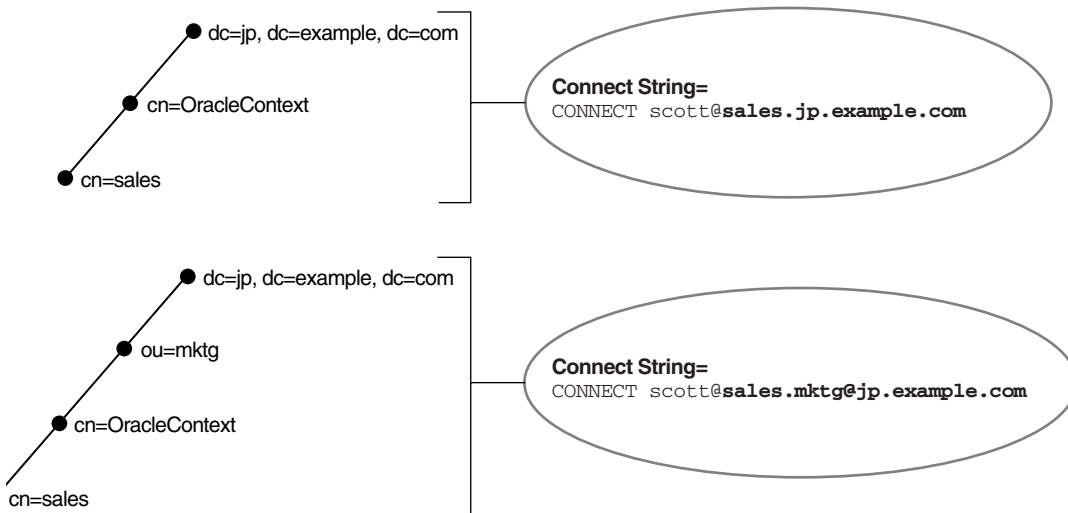 dc=jp, dc=example, dc=com
cn=OracleContext
cn=sales
Connect String=
CONNECT scott@sales.jp.example.com
dc=jp, dc=example, dc=com
ou=mktg
cn=OracleContext
cn=sales
Connect String=
CONNECT scott@sales.mktg@jp.example.com